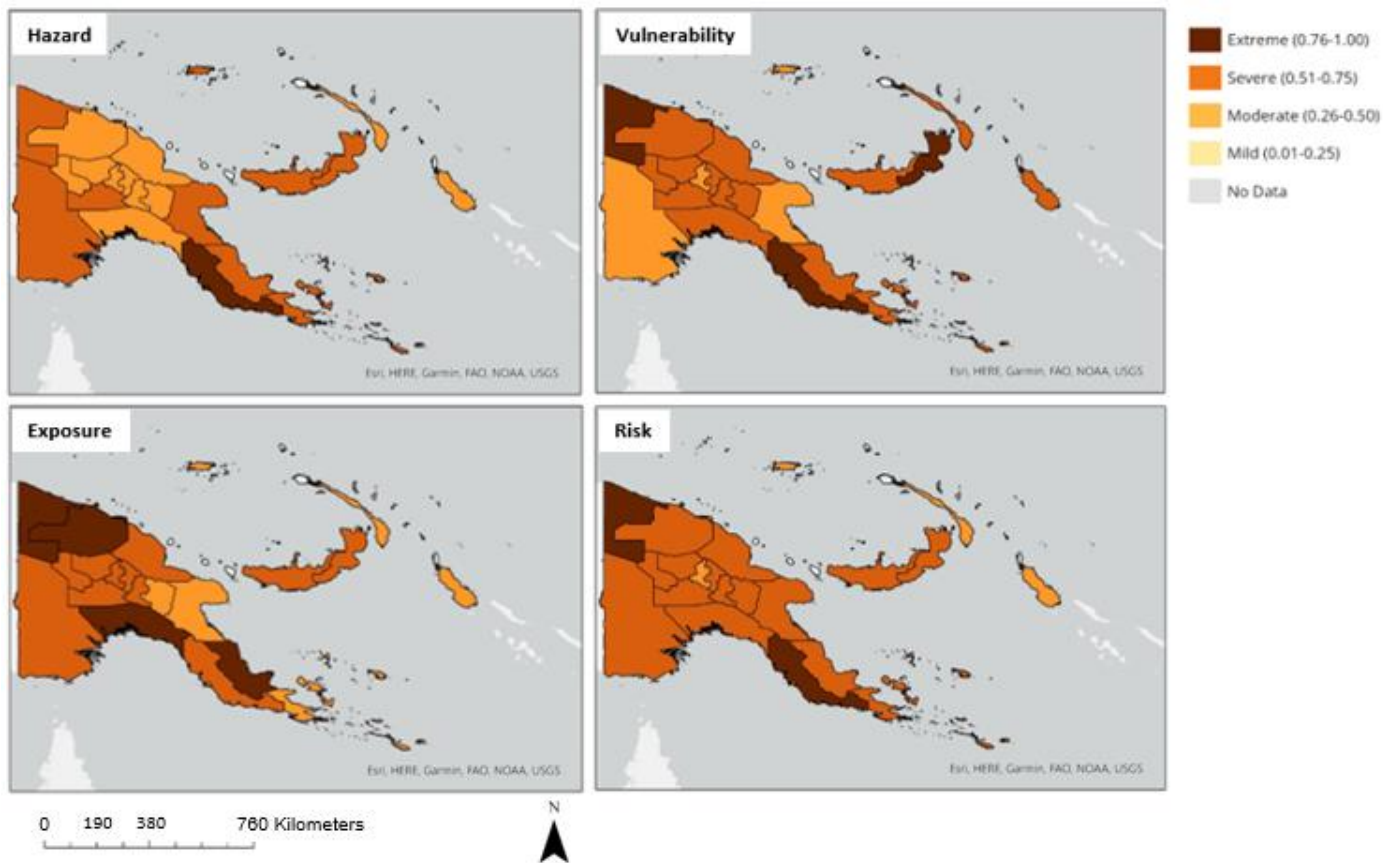 Hazard
Vulnerability
Extreme (0.76-1.00)
Severe (0.51-0.75)
Moderate (0.26-0.50)
Mild (0.01-0.25)
No Data
Esri, HERE, Garmin, FAO, NOAA, USGS
Esri, HERE, Garmin, FAO, NOAA, USGS
Exposure
Risk
Esri, HERE, Garmin, FAO, NOAA, USGS
Esri, HERE, Garmin, FAO, NOAA, USGS
0 190 380 760 Kilometers
N